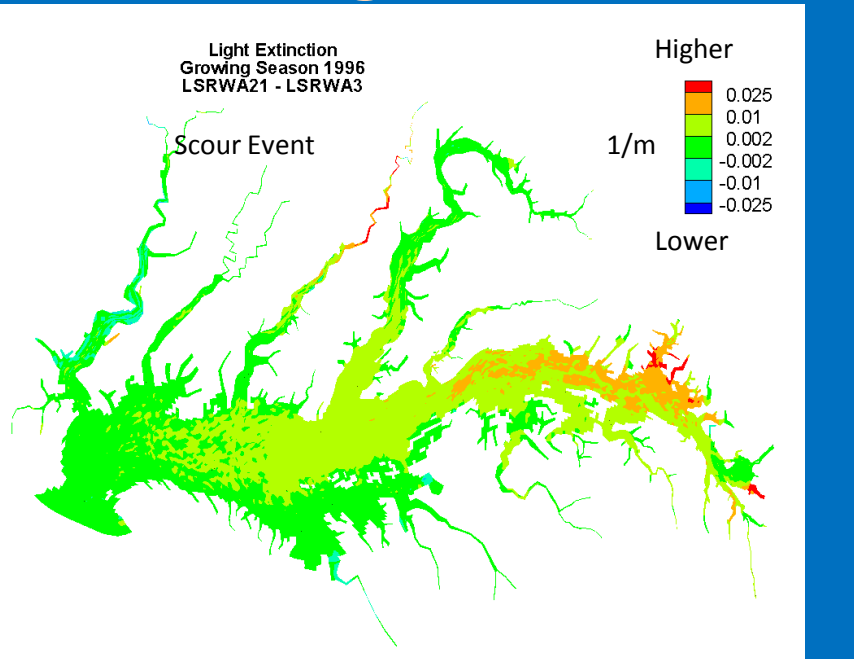 Light Extinction
Growing Season 1996
LSRWA21 - LSRWA3
Scour Event
Higher
1/m
0.025
0.01
0.002
-0.002
-0.01
-0.025
Lower